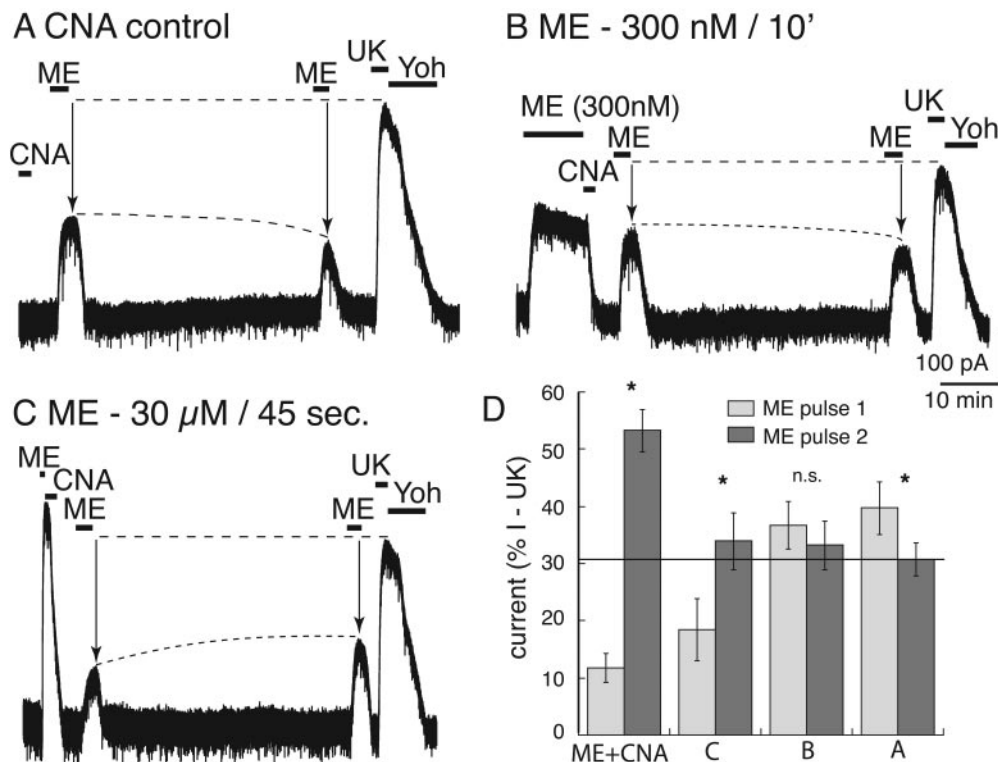 A CNA control
ME
ME
UK
Yoh
CNA
B ME - 300 nM / 10’
ME (300nM)
CNA
ME
ME
UK
Yoh
100 pA
10 min
C ME - 30 µM / 45 sec.
ME
CNA
ME
ME
UK
Yoh
D
ME pulse 1
ME pulse 2
current (% I - UK)
60
50
40
30
20
10
0
*
*
n.s.
*
ME+CNA
C
B
A